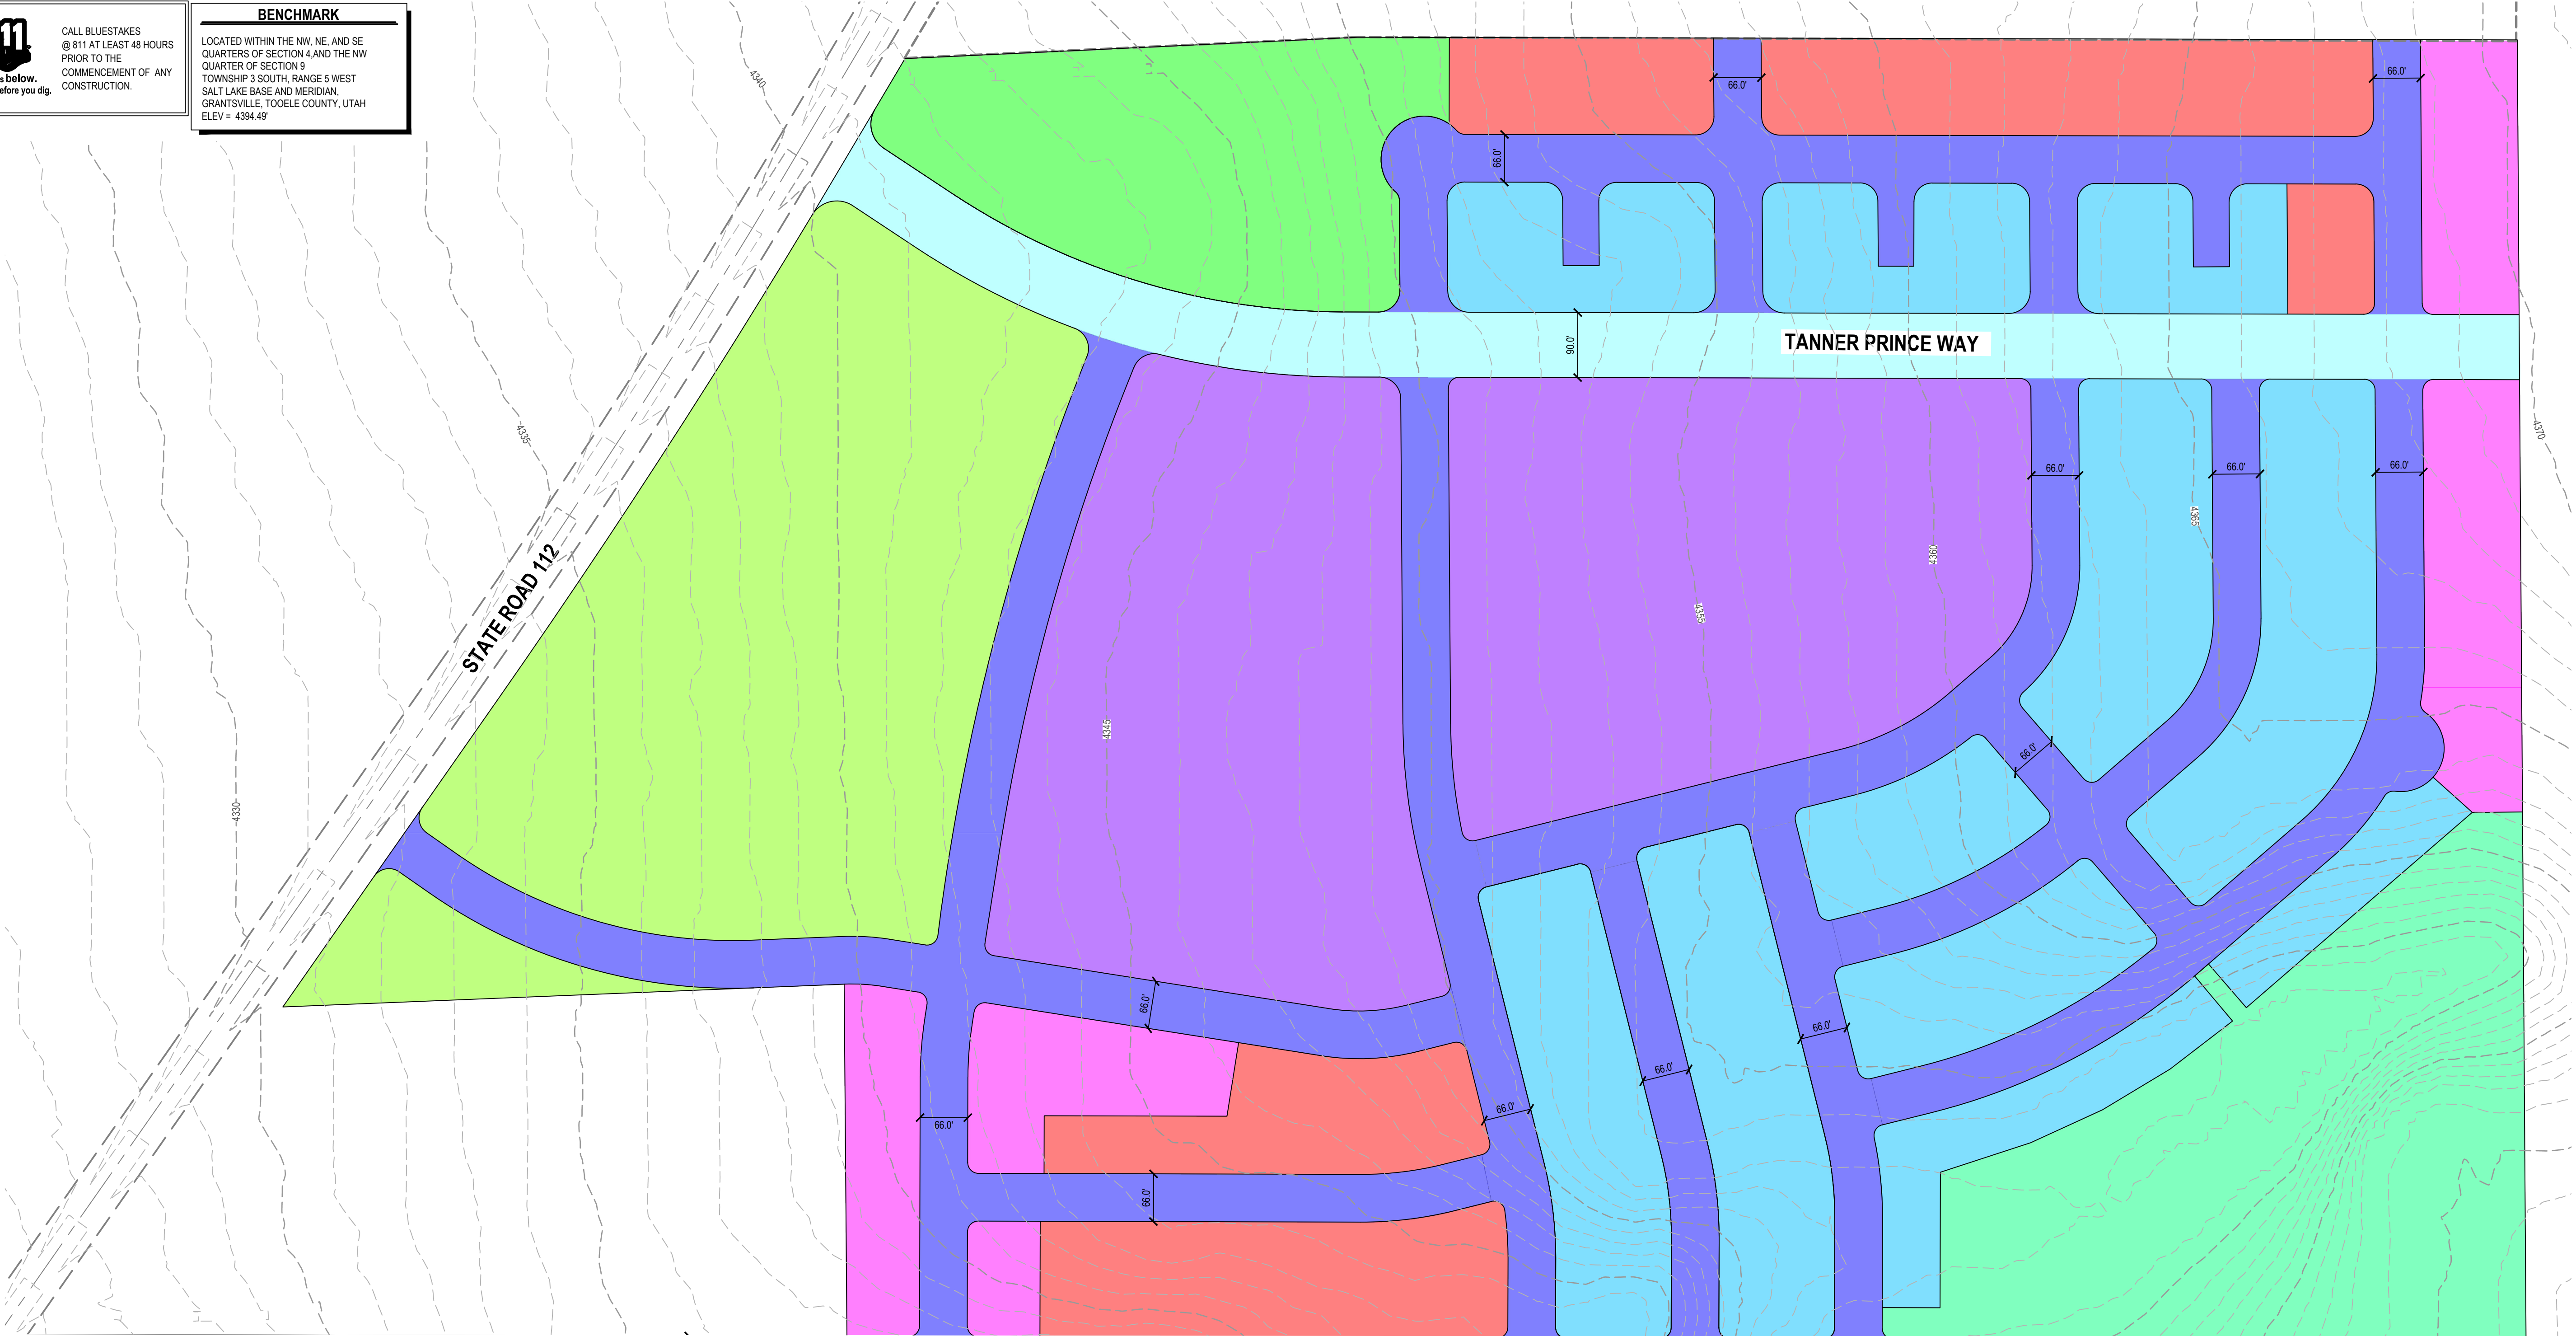 11
s below.
efore you dig.
CALL BLUESTAKES
@ 811 AT LEAST 48 HOURS
PRIOR TO THE
COMMENCEMENT OF ANY
CONSTRUCTION.
BENCHMARK
LOCATED WITHIN THE NW, NE, AND SE
QUARTERS OF SECTION 4,AND THE NW
QUARTER OF SECTION 9
TOWNSHIP 3 SOUTH, RANGE 5 WEST
SALT LAKE BASE AND MERIDIAN,
GRANTSVILLE, TOOELE COUNTY, UTAH
ELEV = 4394.49'
4340
66.0'
66.0'
66.0'
90.0'
TANNER PRINCE WAY
4335
4370
66.0'
66.0'
66.0'
4365
4360
STATE ROAD 112
4355
4345
66.0'
4330
66.0'
66.0'
66.0'
66.0'
66.0'
66.0'